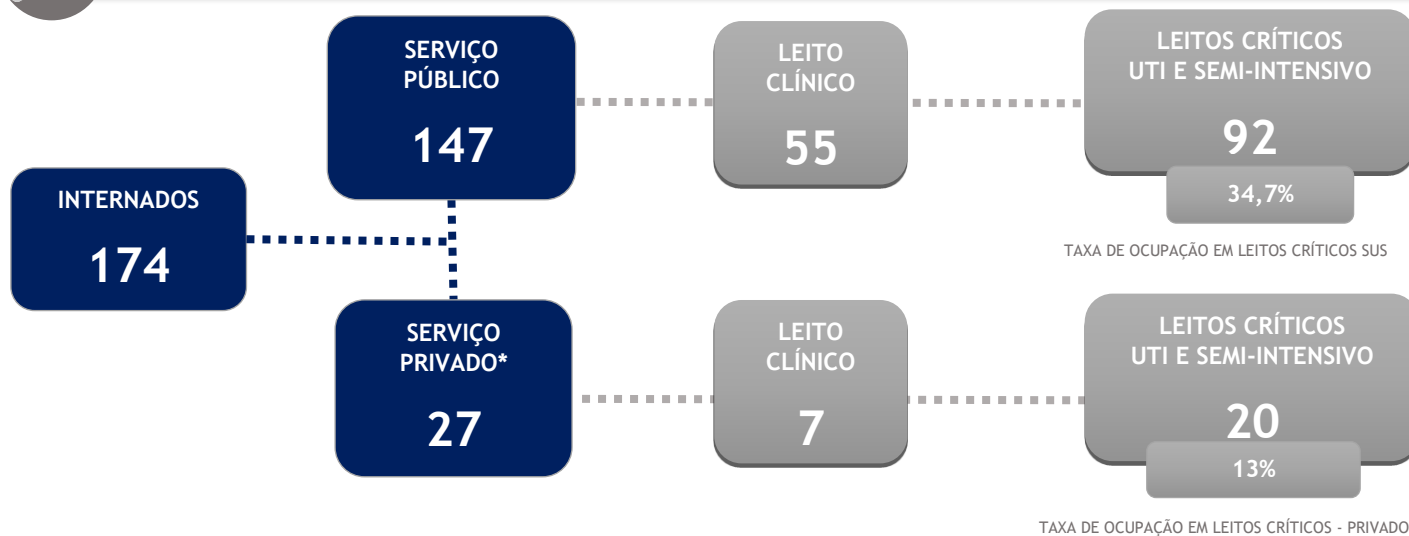 INTERNADOS
174
SERVIÇO
PÚBLICO
147
LEITO
CLÍNICO
55
LEITOS CRÍTICOS
UTI E SEMI-INTENSIVO
92
34,7%
TAXA DE OCUPAÇÃO EM LEITOS CRÍTICOS SUS
SERVIÇO
PRIVADO*
27
LEITO
CLÍNICO
7
LEITOS CRÍTICOS
UTI E SEMI-INTENSIVO
20
13%
TAXA DE OCUPAÇÃO EM LEITOS CRÍTICOS - PRIVADO